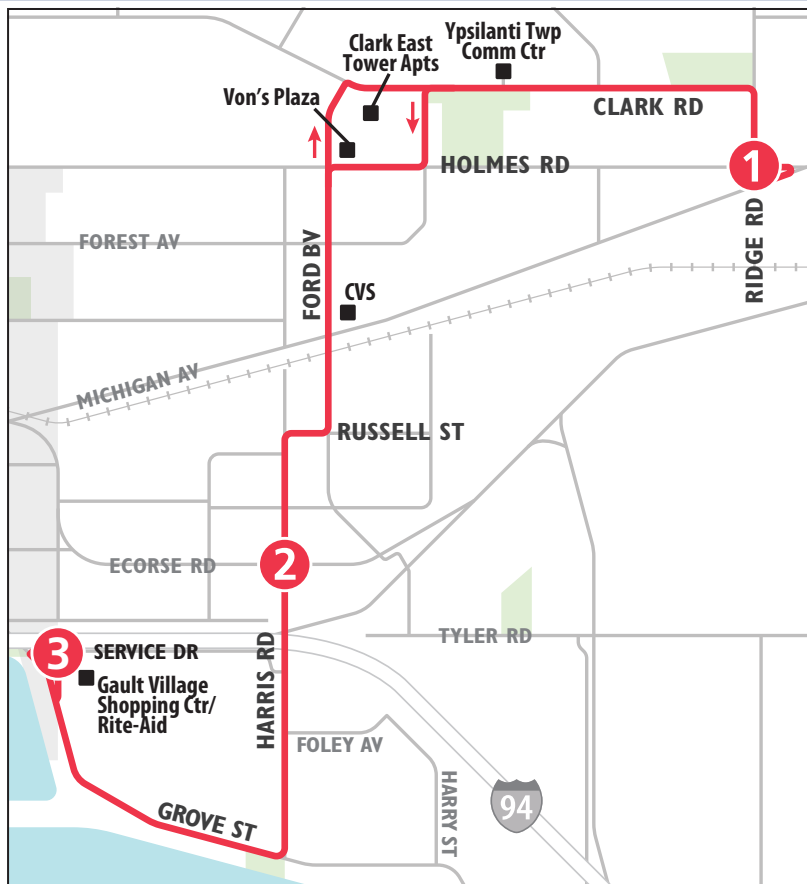 Ypsilanti Twp
Comm Ctr
Clark East
Tower Apts
Von's Plaza
CLARK RD
HOLMES RD
1
RIDGE RD
FOREST AV
FORD BV
CVS
MICHIGAN AV
RUSSELL ST
ECORSE RD
2
TYLER RD
3
SERVICE DR
Gault Village
Shopping Ctr/
Rite-Aid
HARRIS RD
FOLEY AV
HARRY ST
94
GROVE ST